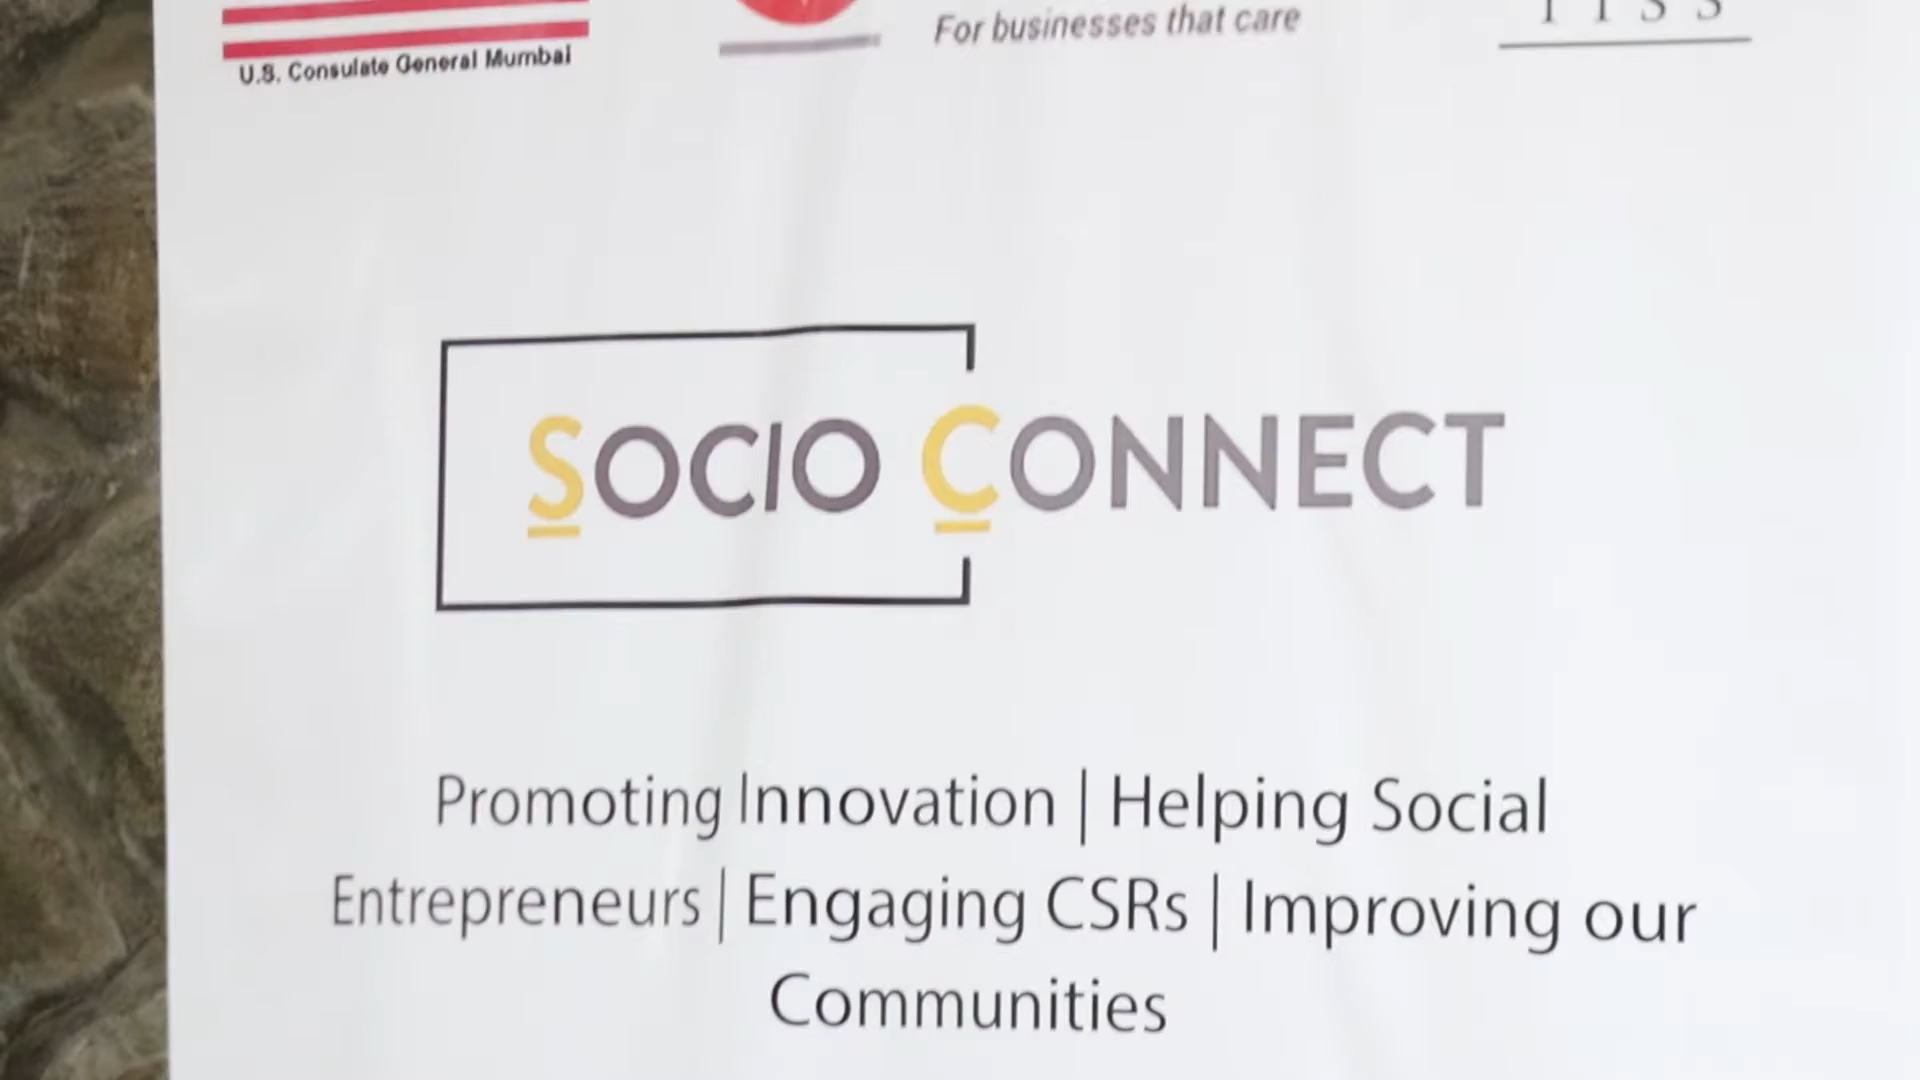 U.S. Consulate General Mumbai
For businesses that care
TISS
SOCIO CONNECT
Promoting Innovation | Helping Social
Entrepreneurs | Engaging CSRs | Improving our
Communities